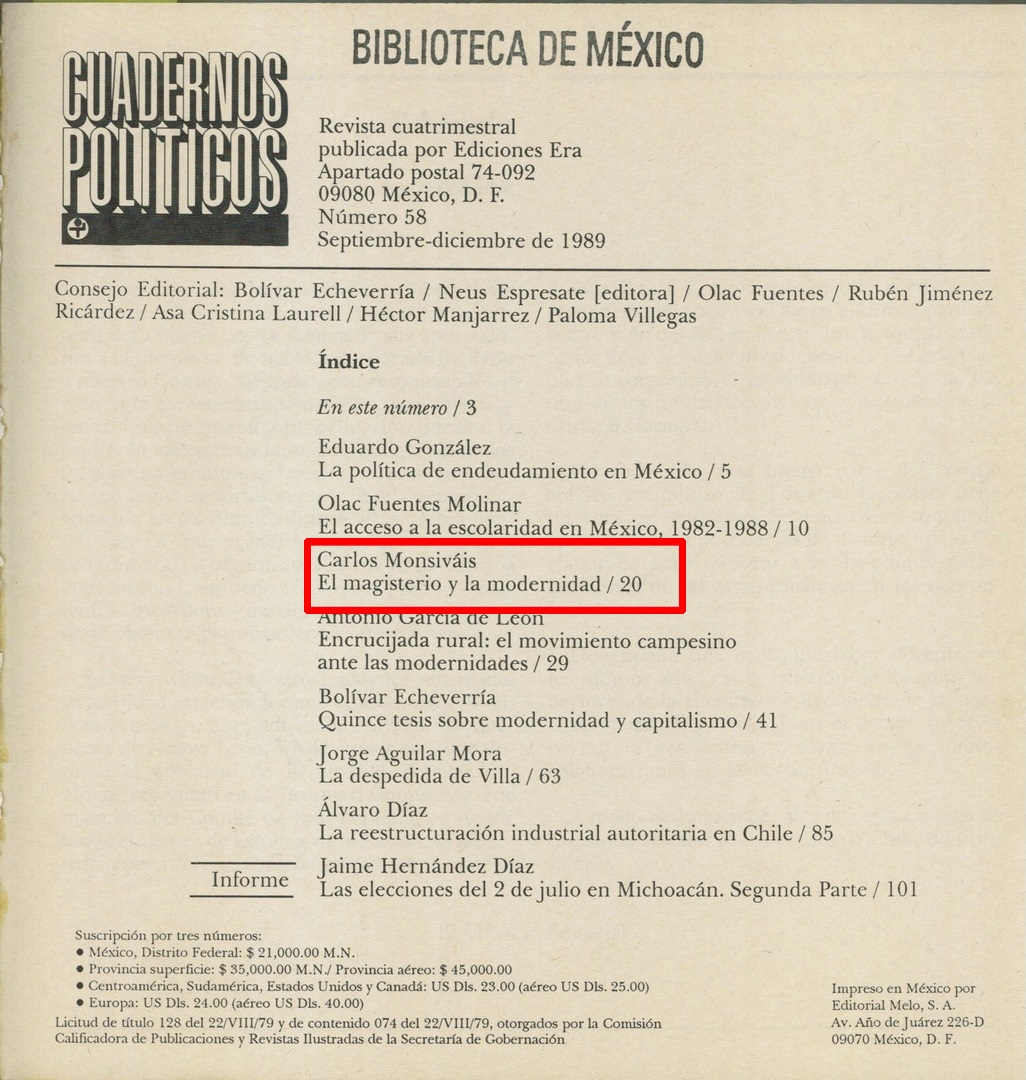 BIBLIOTECA DE MÉXICO
CUADERNOS
POLITICOS
Revista cuatrimestral
publicada por Ediciones Era
Apartado postal 74-092
09080 México, D. F.
Número 58
Septiembre-diciembre de 1989
Consejo Editorial: Bolívar Echeverría / Neus Espresate [editora] / Olac Fuentes / Rubén Jiménez
Ricárdez / Asa Cristina Laurell / Héctor Manjarrez / Paloma Villegas
Índice
En este número / 3
Eduardo González
La política de endeudamiento en México / 5
Olac Fuentes Molinar
El acceso a la escolaridad en México, 1982-1988 / 10
Carlos Monsiváis
El magisterio y la modernidad / 20
Antonio García de León
Encrucijada rural: el movimiento campesino
ante las modernidades / 29
Bolívar Echeverría
Quince tesis sobre modernidad y capitalismo / 41
Jorge Aguilar Mora
La despedida de Villa / 63
Álvaro Díaz
La reestructuración industrial autoritaria en Chile / 85
Informe
Jaime Hernández Díaz
Las elecciones del 2 de julio en Michoacán. Segunda Parte / 101
Suscripción por tres números:
● México, Distrito Federal: $ 21,000.00 M.N.
● Provincia superficie: $ 35,000.00 M.N./ Provincia aéreo: $ 45,000.00
● Centroamérica, Sudamérica, Estados Unidos y Canadá: US Dls. 23.00 (aéreo US Dls. 25.00)
● Europa: US Dls. 24.00 (aéreo US Dls. 40.00)
Licitud de título 128 del 22/VIII/79 y de contenido 074 del 22/VIII/79, otorgados por la Comisión
Calificadora de Publicaciones y Revistas Ilustradas de la Secretaría de Gobernación
Impreso en México por
Editorial Melo, S. A.
Av. Año de Juárez 226-D
09070 México, D. F.